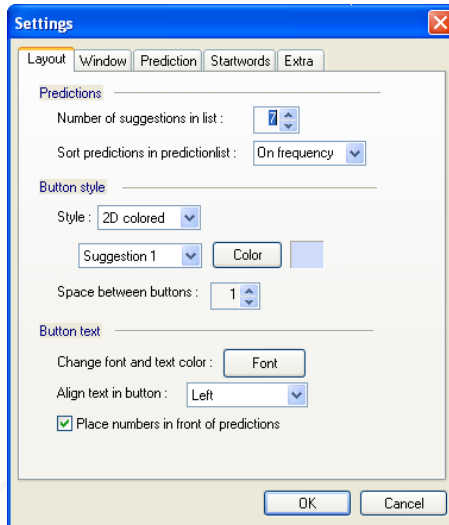 Settings
Layout Window Prediction Startwords Extra
Predictions
Number of suggestions in list : 7
Sort predictions in predictionlist : On frequency
Button style
Style : 2D colored
Suggestion 1 Color
Space between buttons : 1
Button text
Change font and text color : Font
Align text in button : Left
Place numbers in front of predictions
OK Cancel